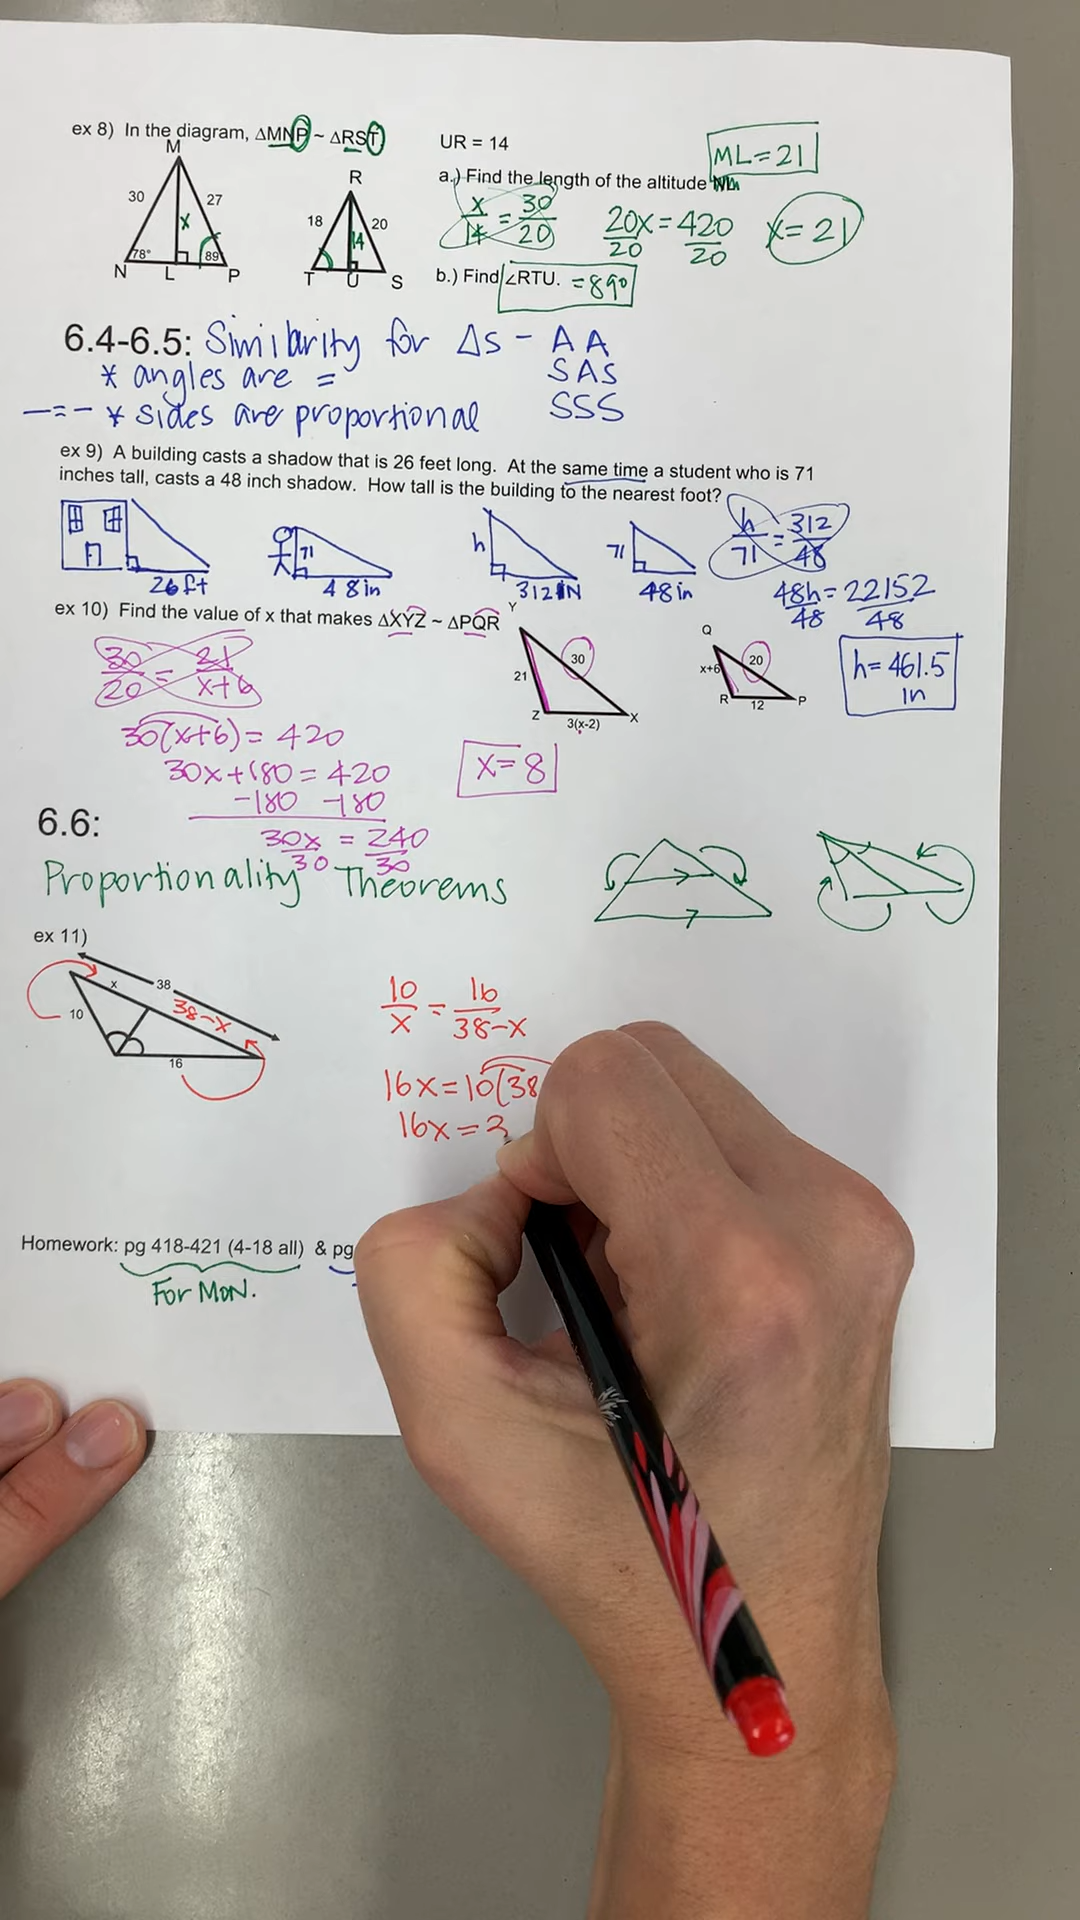 ex 8) In the diagram, ΔMNP ~ ΔRST
UR = 14
ML=21
a.) Find the length of the altitude
M
30
27
x
78°
89
N
L
P
R
18
20
14
T
U
S
x/14 = 30/20
20x/20 = 420/20
x = 21
b.) Find ∠RTU. = 89°
6.4-6.5: Similarity for Δs - AA
* angles are =
SAS
-=- * sides are proportional
SSS
ex 9) A building casts a shadow that is 26 feet long. At the same time a student who is 71
inches tall, casts a 48 inch shadow. How tall is the building to the nearest foot?
26 ft
71
48in
h
312 IN
71
48 in
h/71 = 312/48
48h/48 = 22152/48
h = 461.5
in
ex 10) Find the value of x that makes ΔXYZ ~ ΔPQR
Y
30
21
Z
3(x-2)
X
Q
20
x+6
R
12
P
30/20 = 21/x+6
30(x+6) = 420
30x+180 = 420
-180 -180
30x/30 = 240/30
x = 8
6.6:
Proportionality Theorems
ex 11)
x
38
38-x
10
16
10/x = 16/38-x
16x=10(38
16x = 3
Homework: pg 418-421 (4-18 all) & pg
For MON.